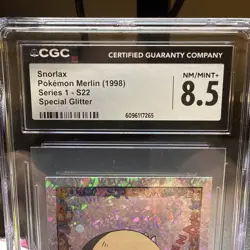 CGC
CERTIFIED GUARANTY COMPANY
Snorlax
Pokémon Merlin (1998)
Series 1 - S22
Special Glitter
6096117265
NM/MINT+
8.5